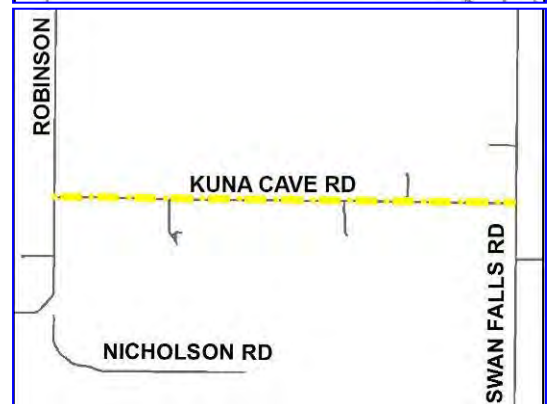 ROBINSON
KUNA CAVE RD
SWAN FALLS RD
NICHOLSON RD